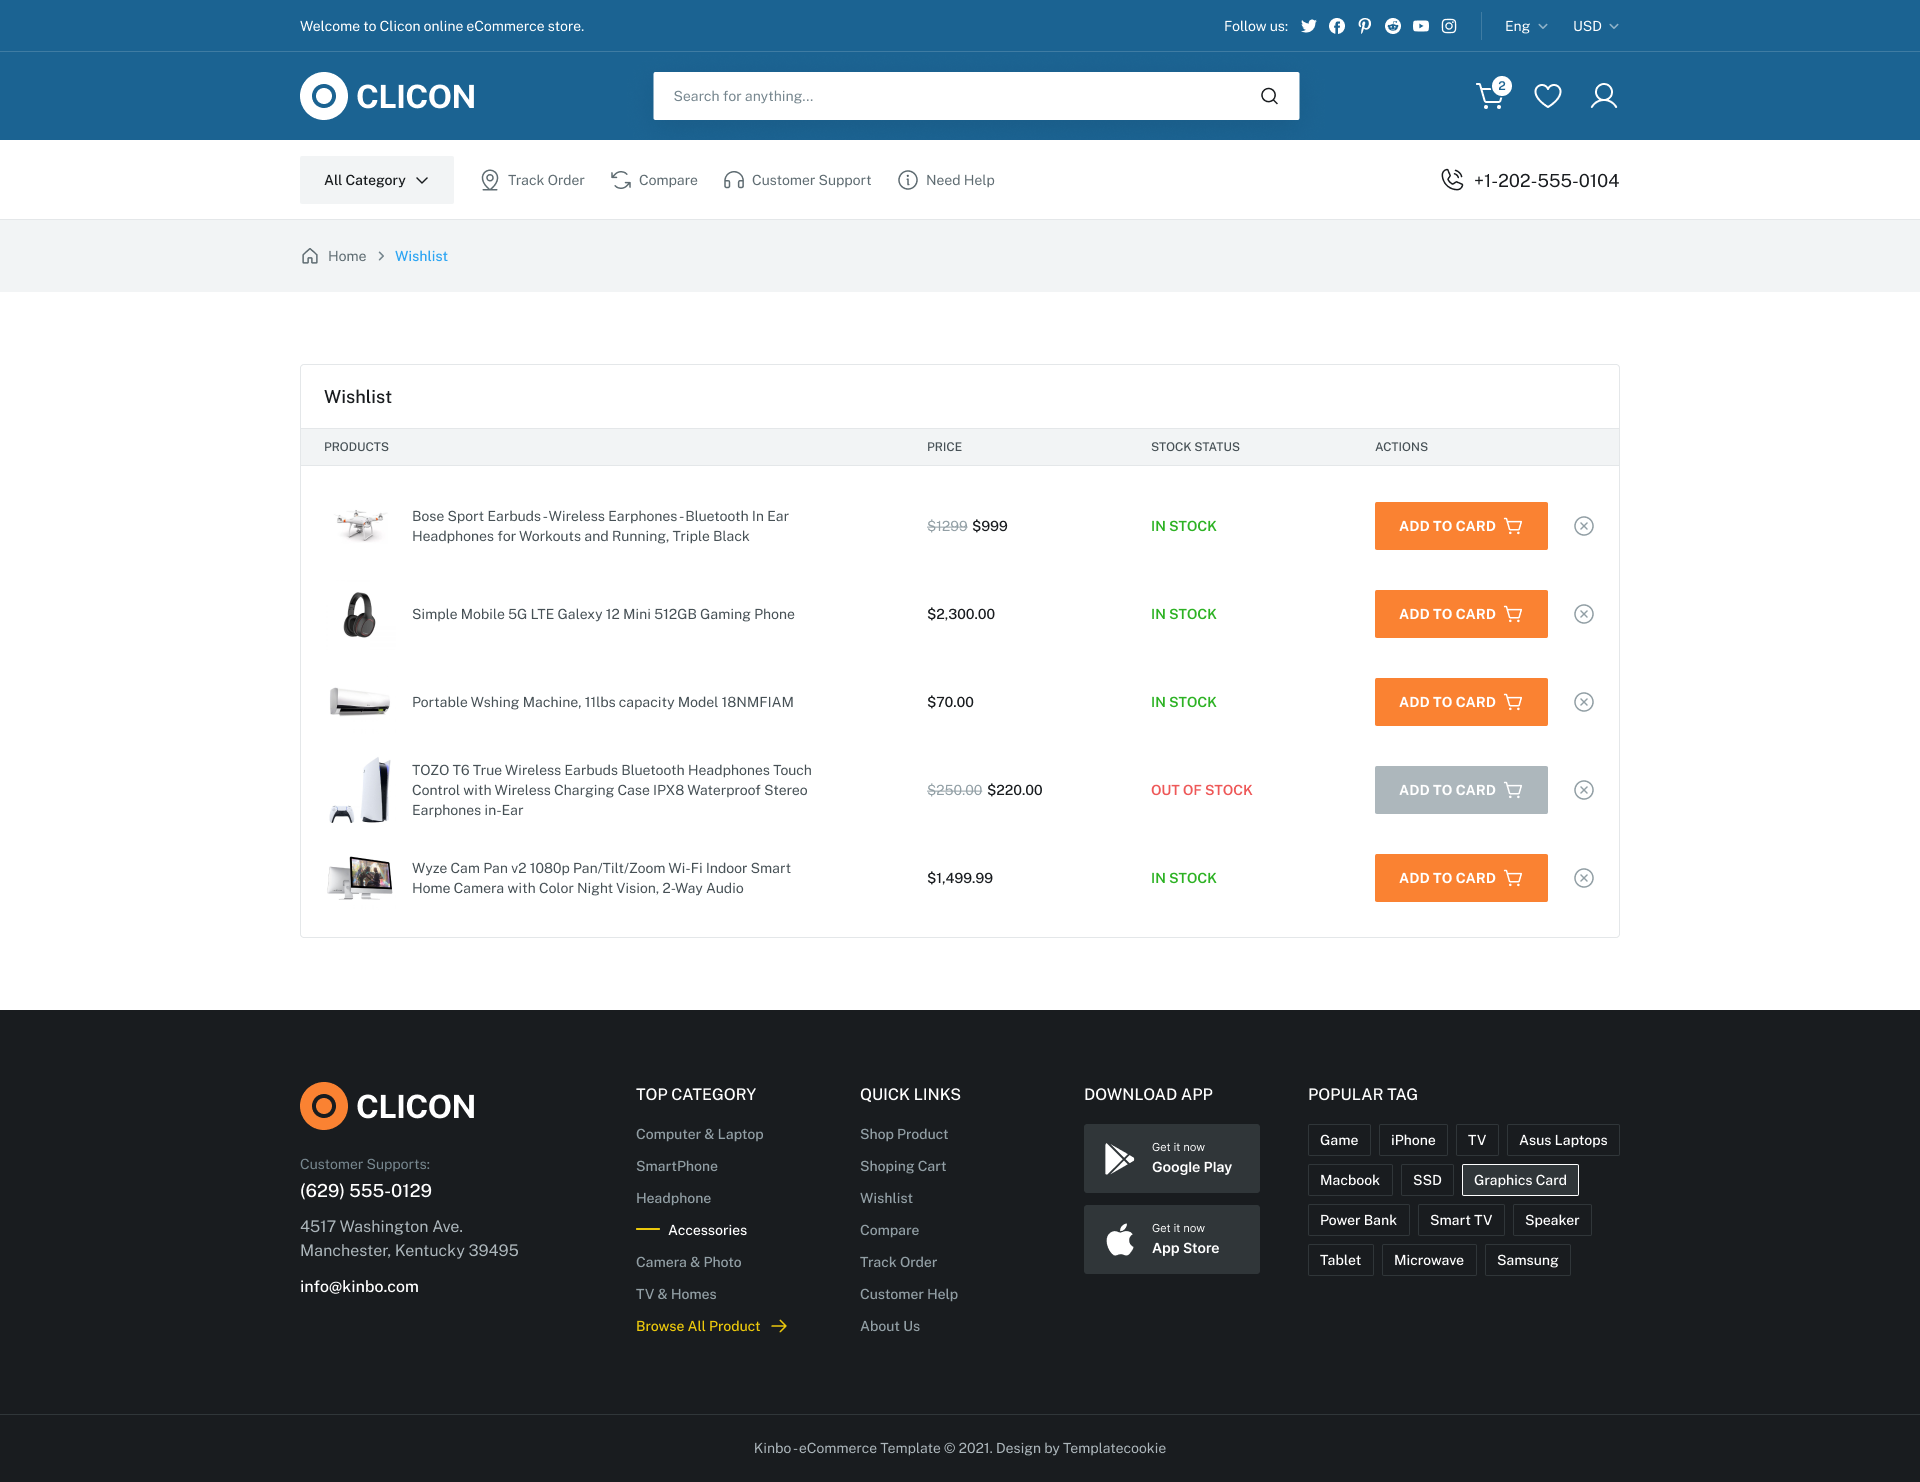 Welcome to Clicon online eCommerce store.
Follow us:
Eng
USD
CLICON
Search for anything...
2
All Category
Track Order
Compare
Customer Support
Need Help
+1-202-555-0104
Home
Wishlist
Wishlist
PRODUCTS
PRICE
STOCK STATUS
ACTIONS
Bose Sport Earbuds - Wireless Earphones - Bluetooth In Ear
Headphones for Workouts and Running, Triple Black
$1299 $999
IN STOCK
ADD TO CARD
Simple Mobile 5G LTE Galexy 12 Mini 512GB Gaming Phone
$2,300.00
IN STOCK
ADD TO CARD
Portable Wshing Machine, 11lbs capacity Model 18NMFIAM
$70.00
IN STOCK
ADD TO CARD
TOZO T6 True Wireless Earbuds Bluetooth Headphones Touch
Control with Wireless Charging Case IPX8 Waterproof Stereo
Earphones in-Ear
$250.00 $220.00
OUT OF STOCK
ADD TO CARD
Wyze Cam Pan v2 1080p Pan/Tilt/Zoom Wi-Fi Indoor Smart
Home Camera with Color Night Vision, 2-Way Audio
$1,499.99
IN STOCK
ADD TO CARD
CLICON
Customer Supports:
(629) 555-0129
4517 Washington Ave.
Manchester, Kentucky 39495
info@kinbo.com
TOP CATEGORY
Computer & Laptop
SmartPhone
Headphone
Accessories
Camera & Photo
TV & Homes
Browse All Product
QUICK LINKS
Shop Product
Shoping Cart
Wishlist
Compare
Track Order
Customer Help
About Us
DOWNLOAD APP
Get it now
Google Play
Get it now
App Store
POPULAR TAG
Game
iPhone
TV
Asus Laptops
Macbook
SSD
Graphics Card
Power Bank
Smart TV
Speaker
Tablet
Microwave
Samsung
Kinbo - eCommerce Template © 2021. Design by Templatecookie